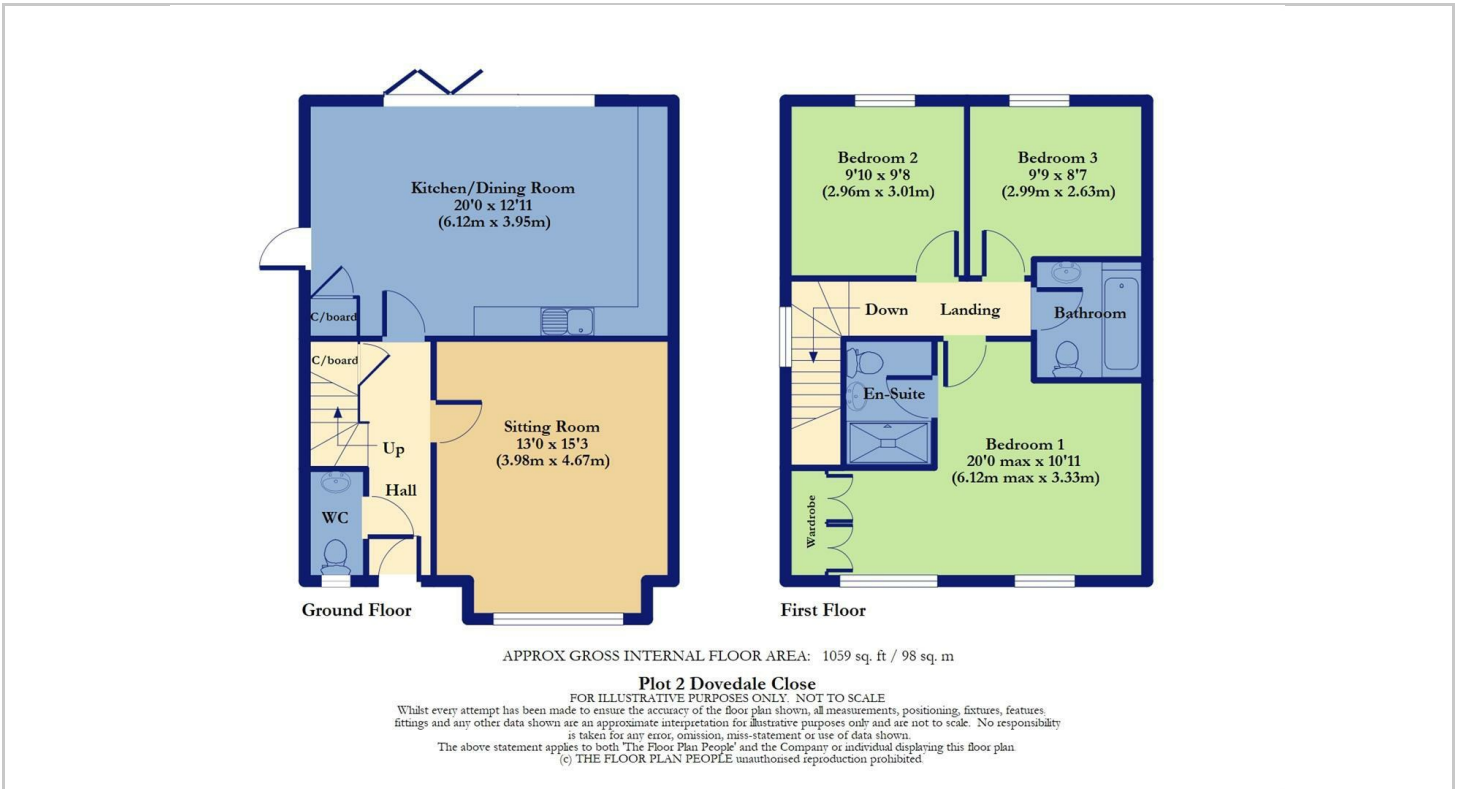 Kitchen/Dining Room
20'0 x 12'11
(6.12m x 3.95m)
C/board
C/board
Up
Hall
WC
Sitting Room
13'0 x 15'3
(3.98m x 4.67m)
Ground Floor
Bedroom 2
9'10 x 9'8
(2.96m x 3.01m)
Bedroom 3
9'9 x 8'7
(2.99m x 2.63m)
Down
Landing
Bathroom
En-Suite
Bedroom 1
20'0 max x 10'11
(6.12m max x 3.33m)
Wardrobe
First Floor
APPROX GROSS INTERNAL FLOOR AREA: 1059 sq. ft / 98 sq. m
Plot 2 Dovedale Close
FOR ILLUSTRATIVE PURPOSES ONLY. NOT TO SCALE
Whilst every attempt has been made to ensure the accuracy of the floor plan shown, all measurements, positioning, fixtures, features,
fittings and any other data shown are an approximate interpretation for illustrative purposes only and are not to scale. No responsibility
is taken for any error, omission, miss-statement or use of data shown.
The above statement applies to both 'The Floor Plan People' and the Company or individual displaying this floor plan
(c) THE FLOOR PLAN PEOPLE unauthorised reproduction prohibited.